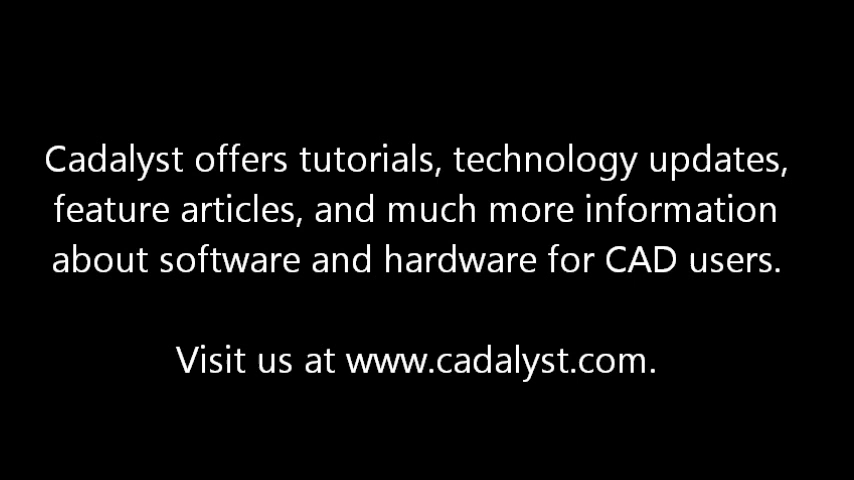 Cadalyst offers tutorials, technology updates,
feature articles, and much more information
about software and hardware for CAD users.
Visit us at www.cadalyst.com.